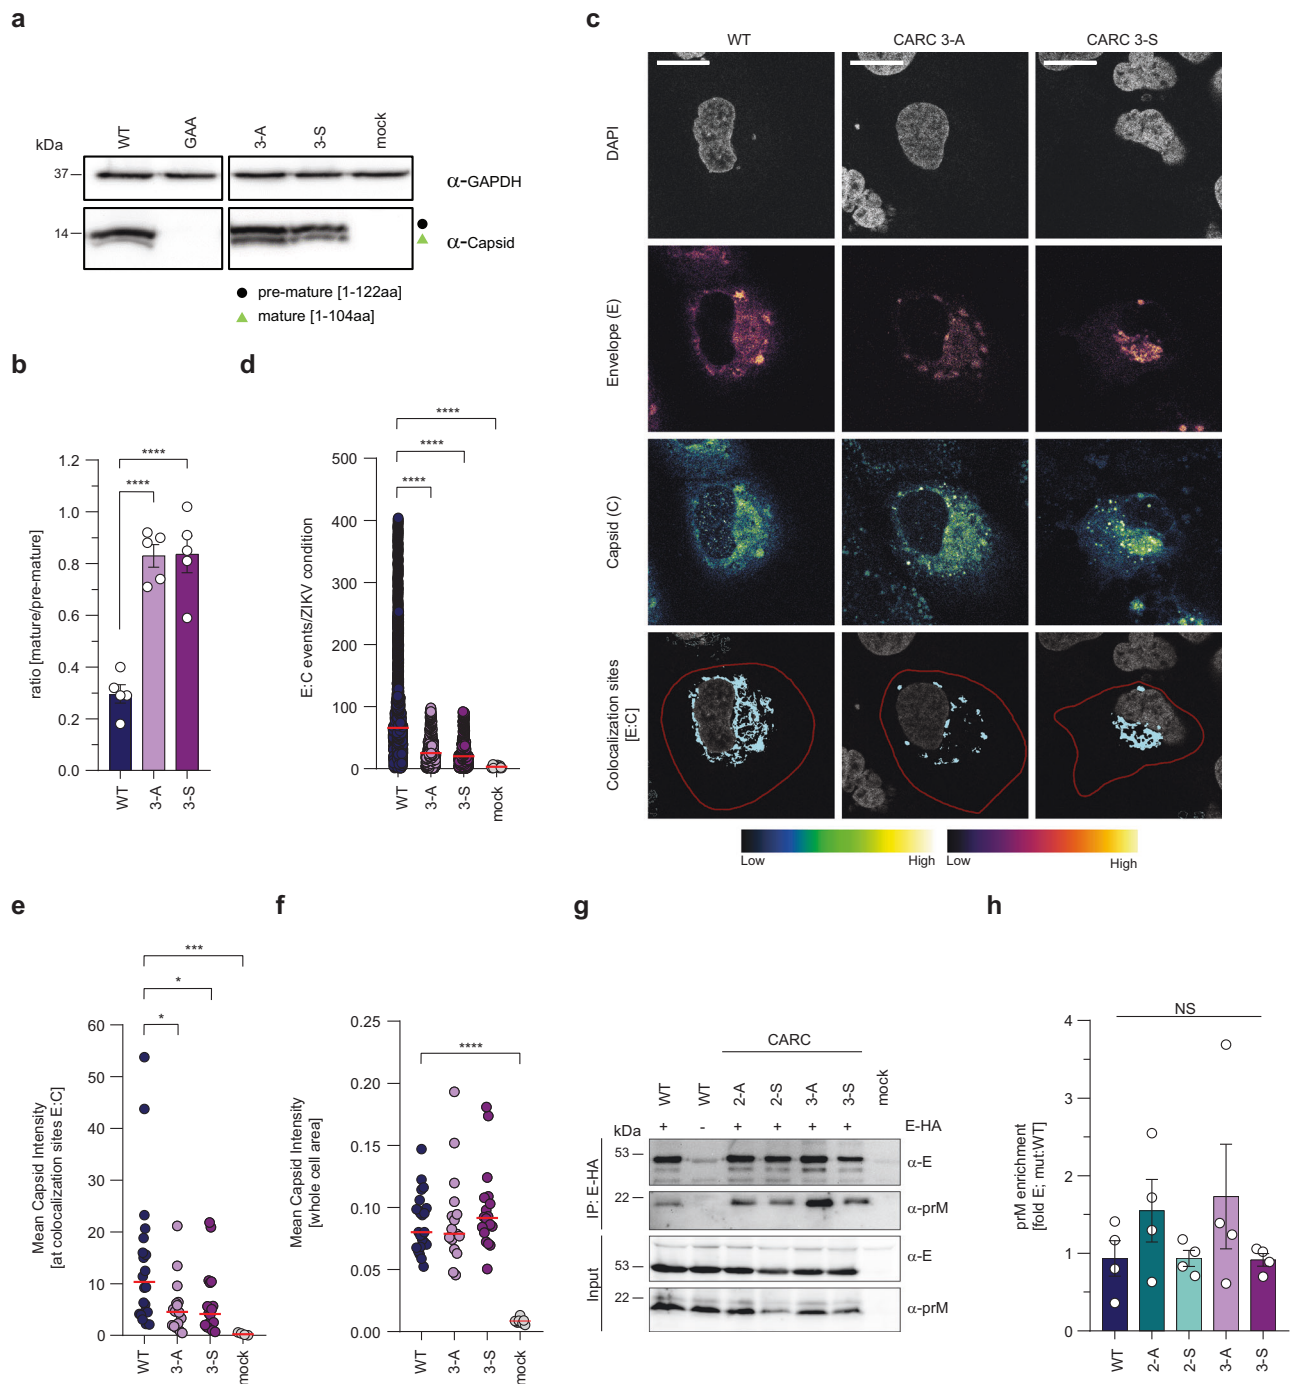 a
kDa
WT
GAA
3-A
3-S
mock
37
α-GAPDH
14
α-Capsid
pre-mature [1-122aa]
mature [1-104aa]
b
ratio [mature/pre-mature]
1.2
1.0
0.8
0.6
0.4
0.2
0.0
****
****
WT
3-A
3-S
d
E:C events/ZIKV condition
500
400
300
200
100
0
****
****
****
WT
3-A
3-S
mock
c
WT
CARC 3-A
CARC 3-S
DAPI
Envelope (E)
Capsid (C)
Colocalization sites
[E:C]
Low
High
Low
High
e
Mean Capsid Intensity
[at colocalization sites E:C]
60
50
40
30
20
10
0
***
*
*
WT
3-A
3-S
mock
f
Mean Capsid Intensity
[whole cell area]
0.25
0.20
0.15
0.10
0.05
0.00
****
WT
3-A
3-S
mock
g
CARC
WT
WT
2-A
2-S
3-A
3-S
mock
kDa
+
-
+
+
+
+
E-HA
IP: E-HA
53
α-E
22
α-prM
Input
53
α-E
22
α-prM
h
prM enrichment
[fold E; mut:WT]
NS
4
3
2
1
0
WT
2-A
2-S
3-A
3-S